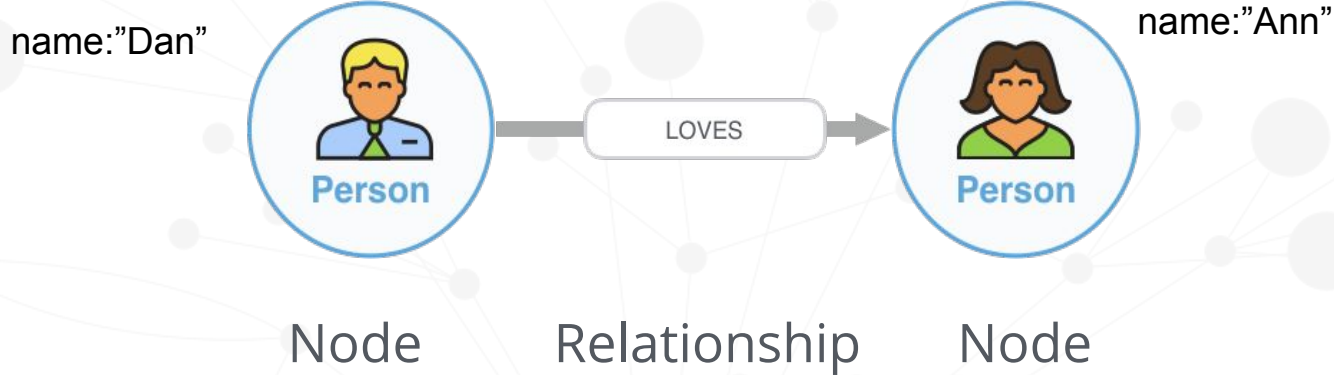 name:”Dan”
name:”Ann”
LOVES
Person
Person
Node
Relationship
Node